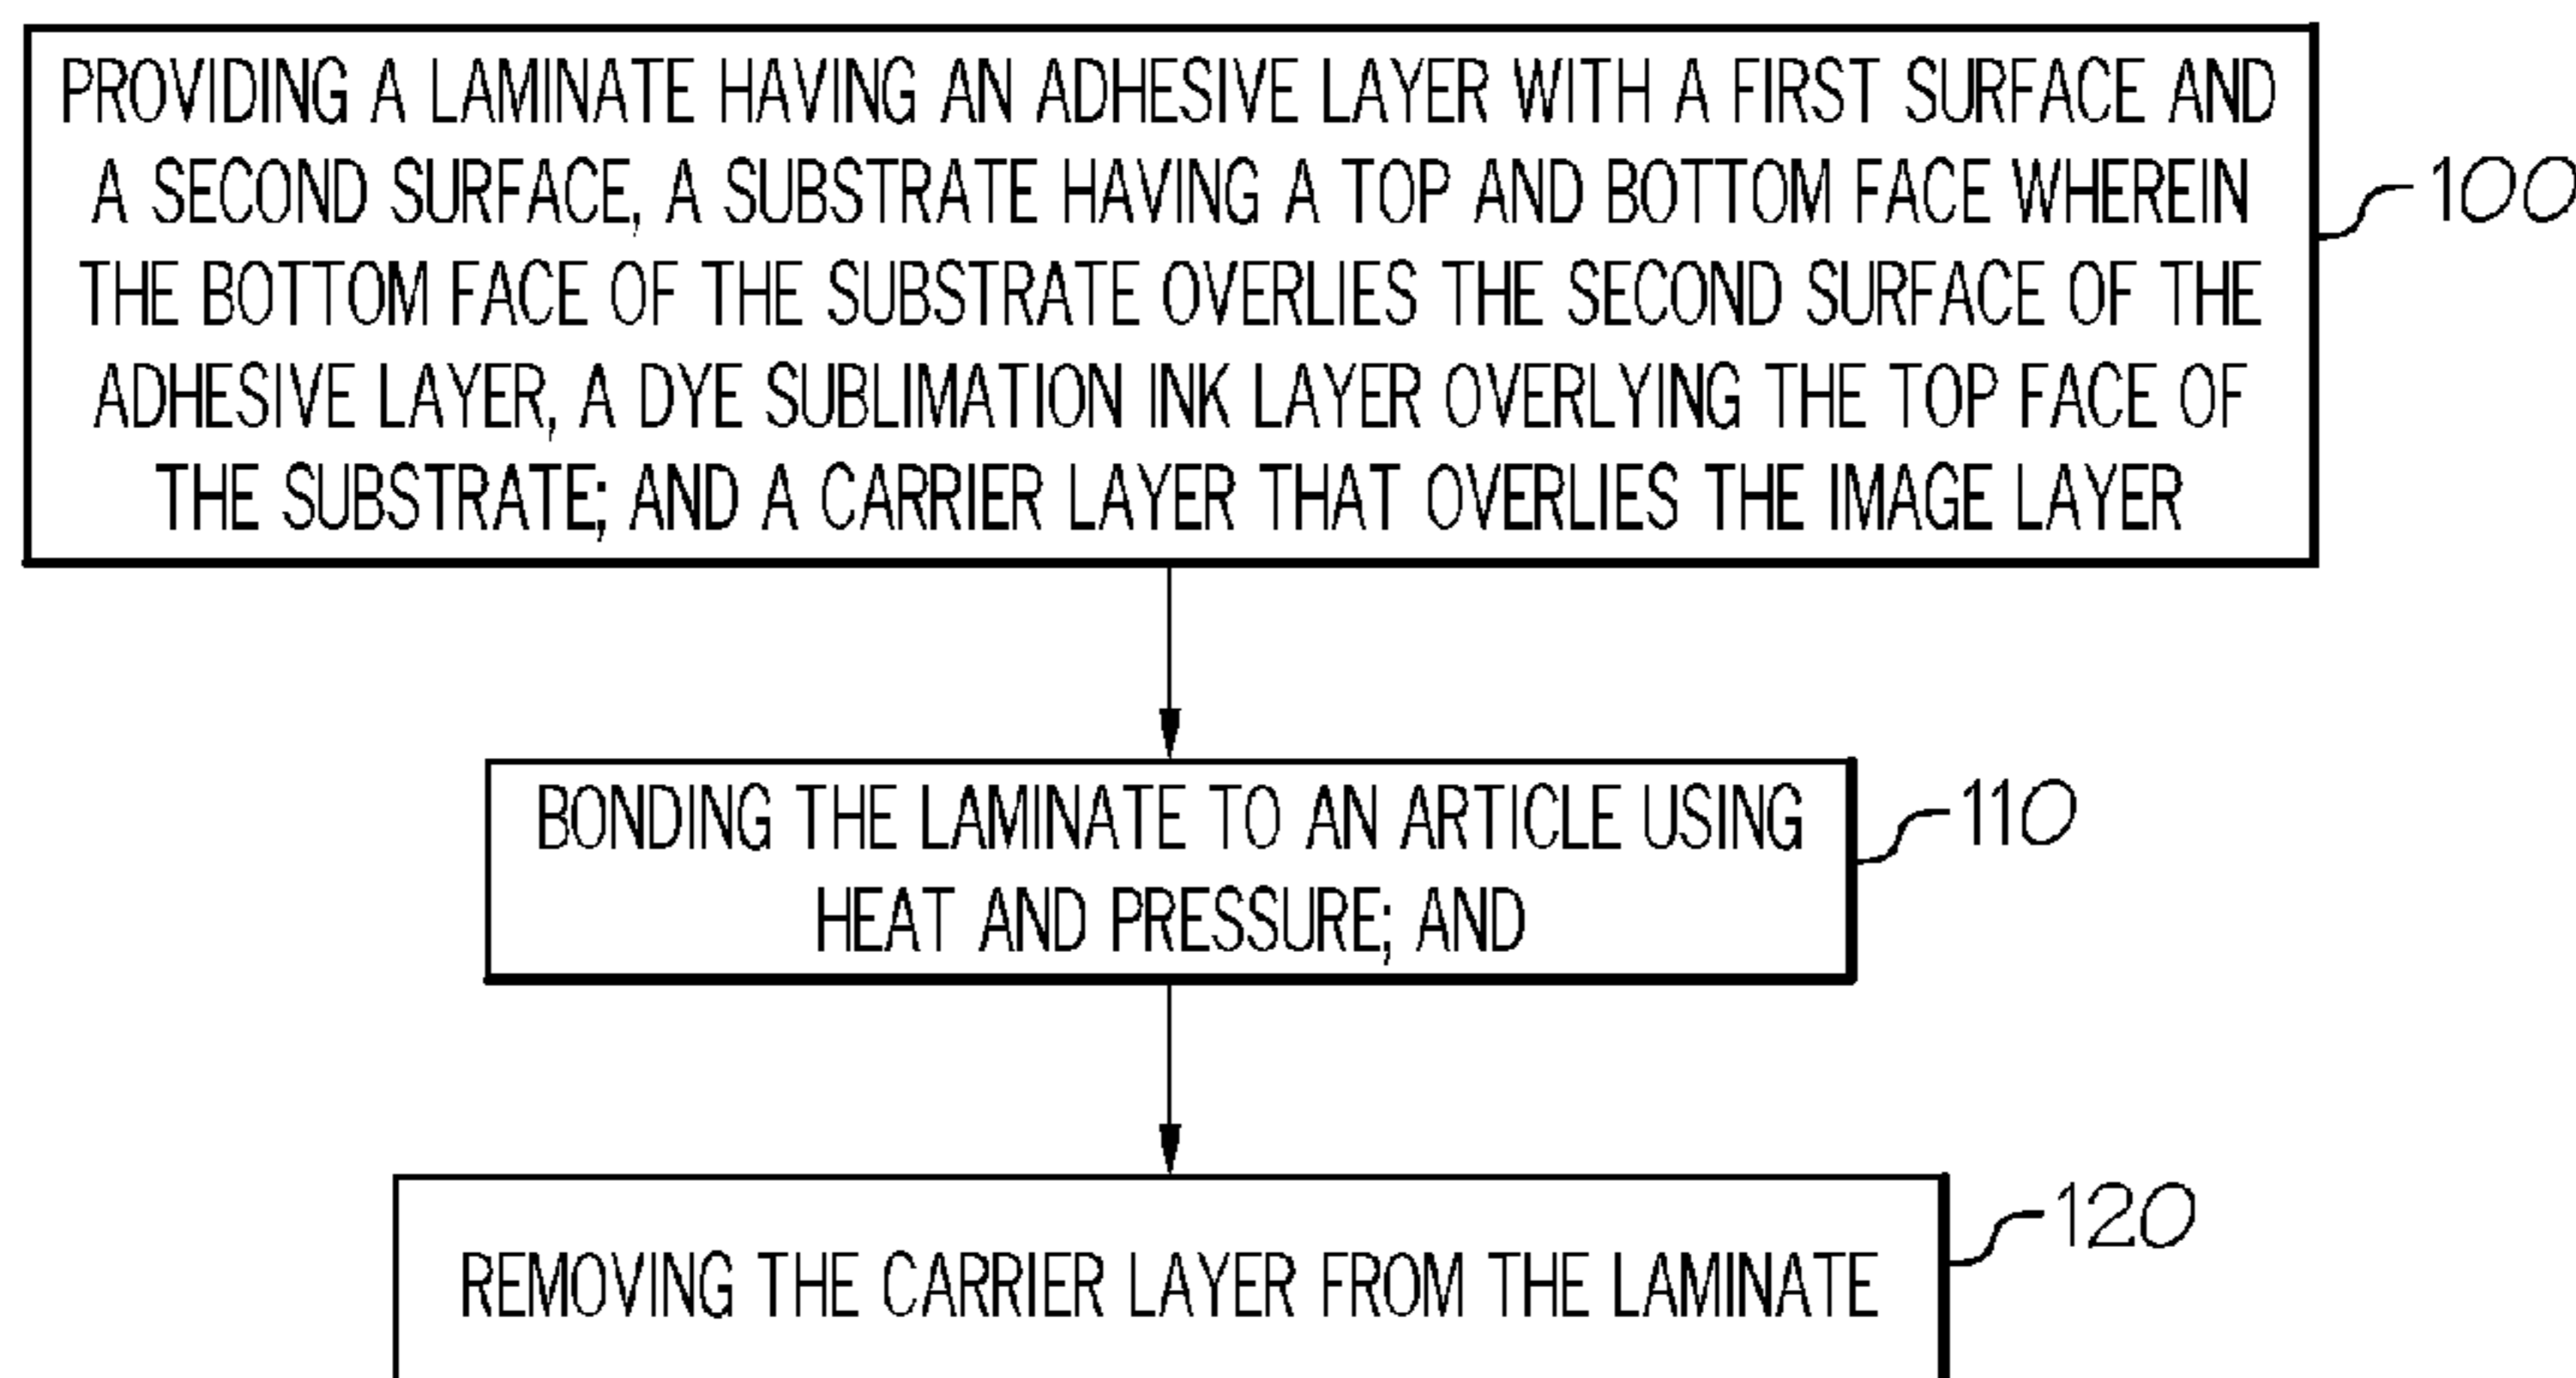 PROVIDING A LAMINATE HAVING AN ADHESIVE LAYER WITH A FIRST SURFACE AND
A SECOND SURFACE, A SUBSTRATE HAVING A TOP AND BOTTOM FACE WHEREIN
THE BOTTOM FACE OF THE SUBSTRATE OVERLIES THE SECOND SURFACE OF THE
ADHESIVE LAYER, A DYE SUBLIMATION INK LAYER OVERLYING THE TOP FACE OF
THE SUBSTRATE; AND A CARRIER LAYER THAT OVERLIES THE IMAGE LAYER
100
BONDING THE LAMINATE TO AN ARTICLE USING
HEAT AND PRESSURE; AND
110
REMOVING THE CARRIER LAYER FROM THE LAMINATE
120